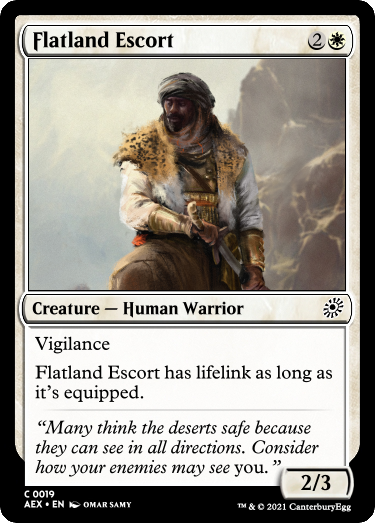 Flatland Escort 2
Creature — Human Warrior
Vigilance
Flatland Escort has lifelink as long as
it's equipped.
“Many think the deserts safe because
they can see in all directions. Consider
how your enemies may see you.”
2/3
C 0019
AEX • EN OMAR SAMY
™ & © 2021 CanterburyEgg